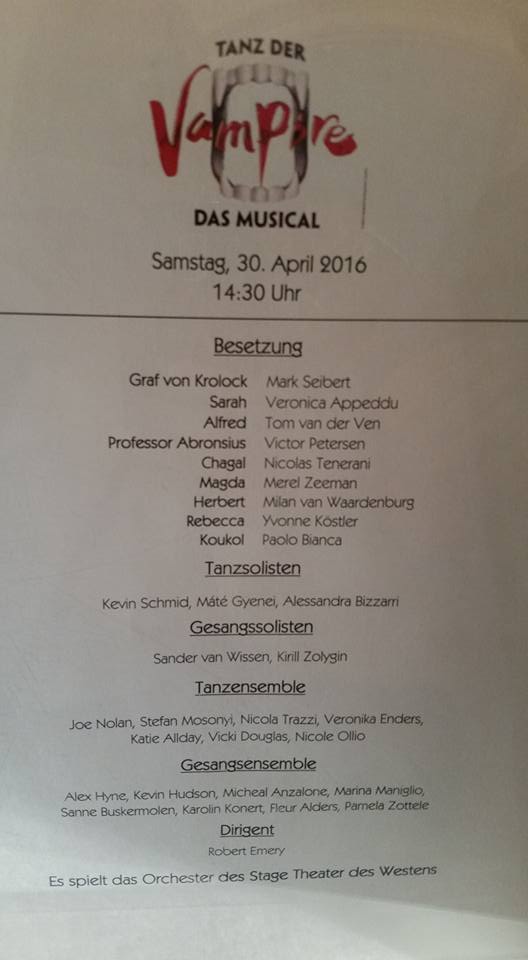 TANZ DER
Vampire
DAS MUSICAL
Samstag, 30. April 2016
14:30 Uhr
Besetzung
Graf von Krolock Mark Seibert
Sarah Veronica Appeddu
Alfred Tom van der Ven
Professor Abronsius Victor Petersen
Chagal Nicolas Tenerani
Magda Merel Zeeman
Herbert Milan van Waardenburg
Rebecca Yvonne Köstler
Koukol Paolo Bianca
Tanzsolisten
Kevin Schmid, Máté Gyenei, Alessandra Bizzarri
Gesangssolisten
Sander van Wissen, Kirill Zolygin
Tanzensemble
Joe Nolan, Stefan Mosonyi, Nicola Trazzi, Veronika Enders,
Katie Allday, Vicki Douglas, Nicole Ollio
Gesangsensemble
Alex Hyne, Kevin Hudson, Micheal Anzalone, Marina Maniglio,
Sanne Buskermolen, Karolin Konert, Fleur Alders, Pamela Zottele
Dirigent
Robert Emery
Es spielt das Orchester des Stage Theater des Westens